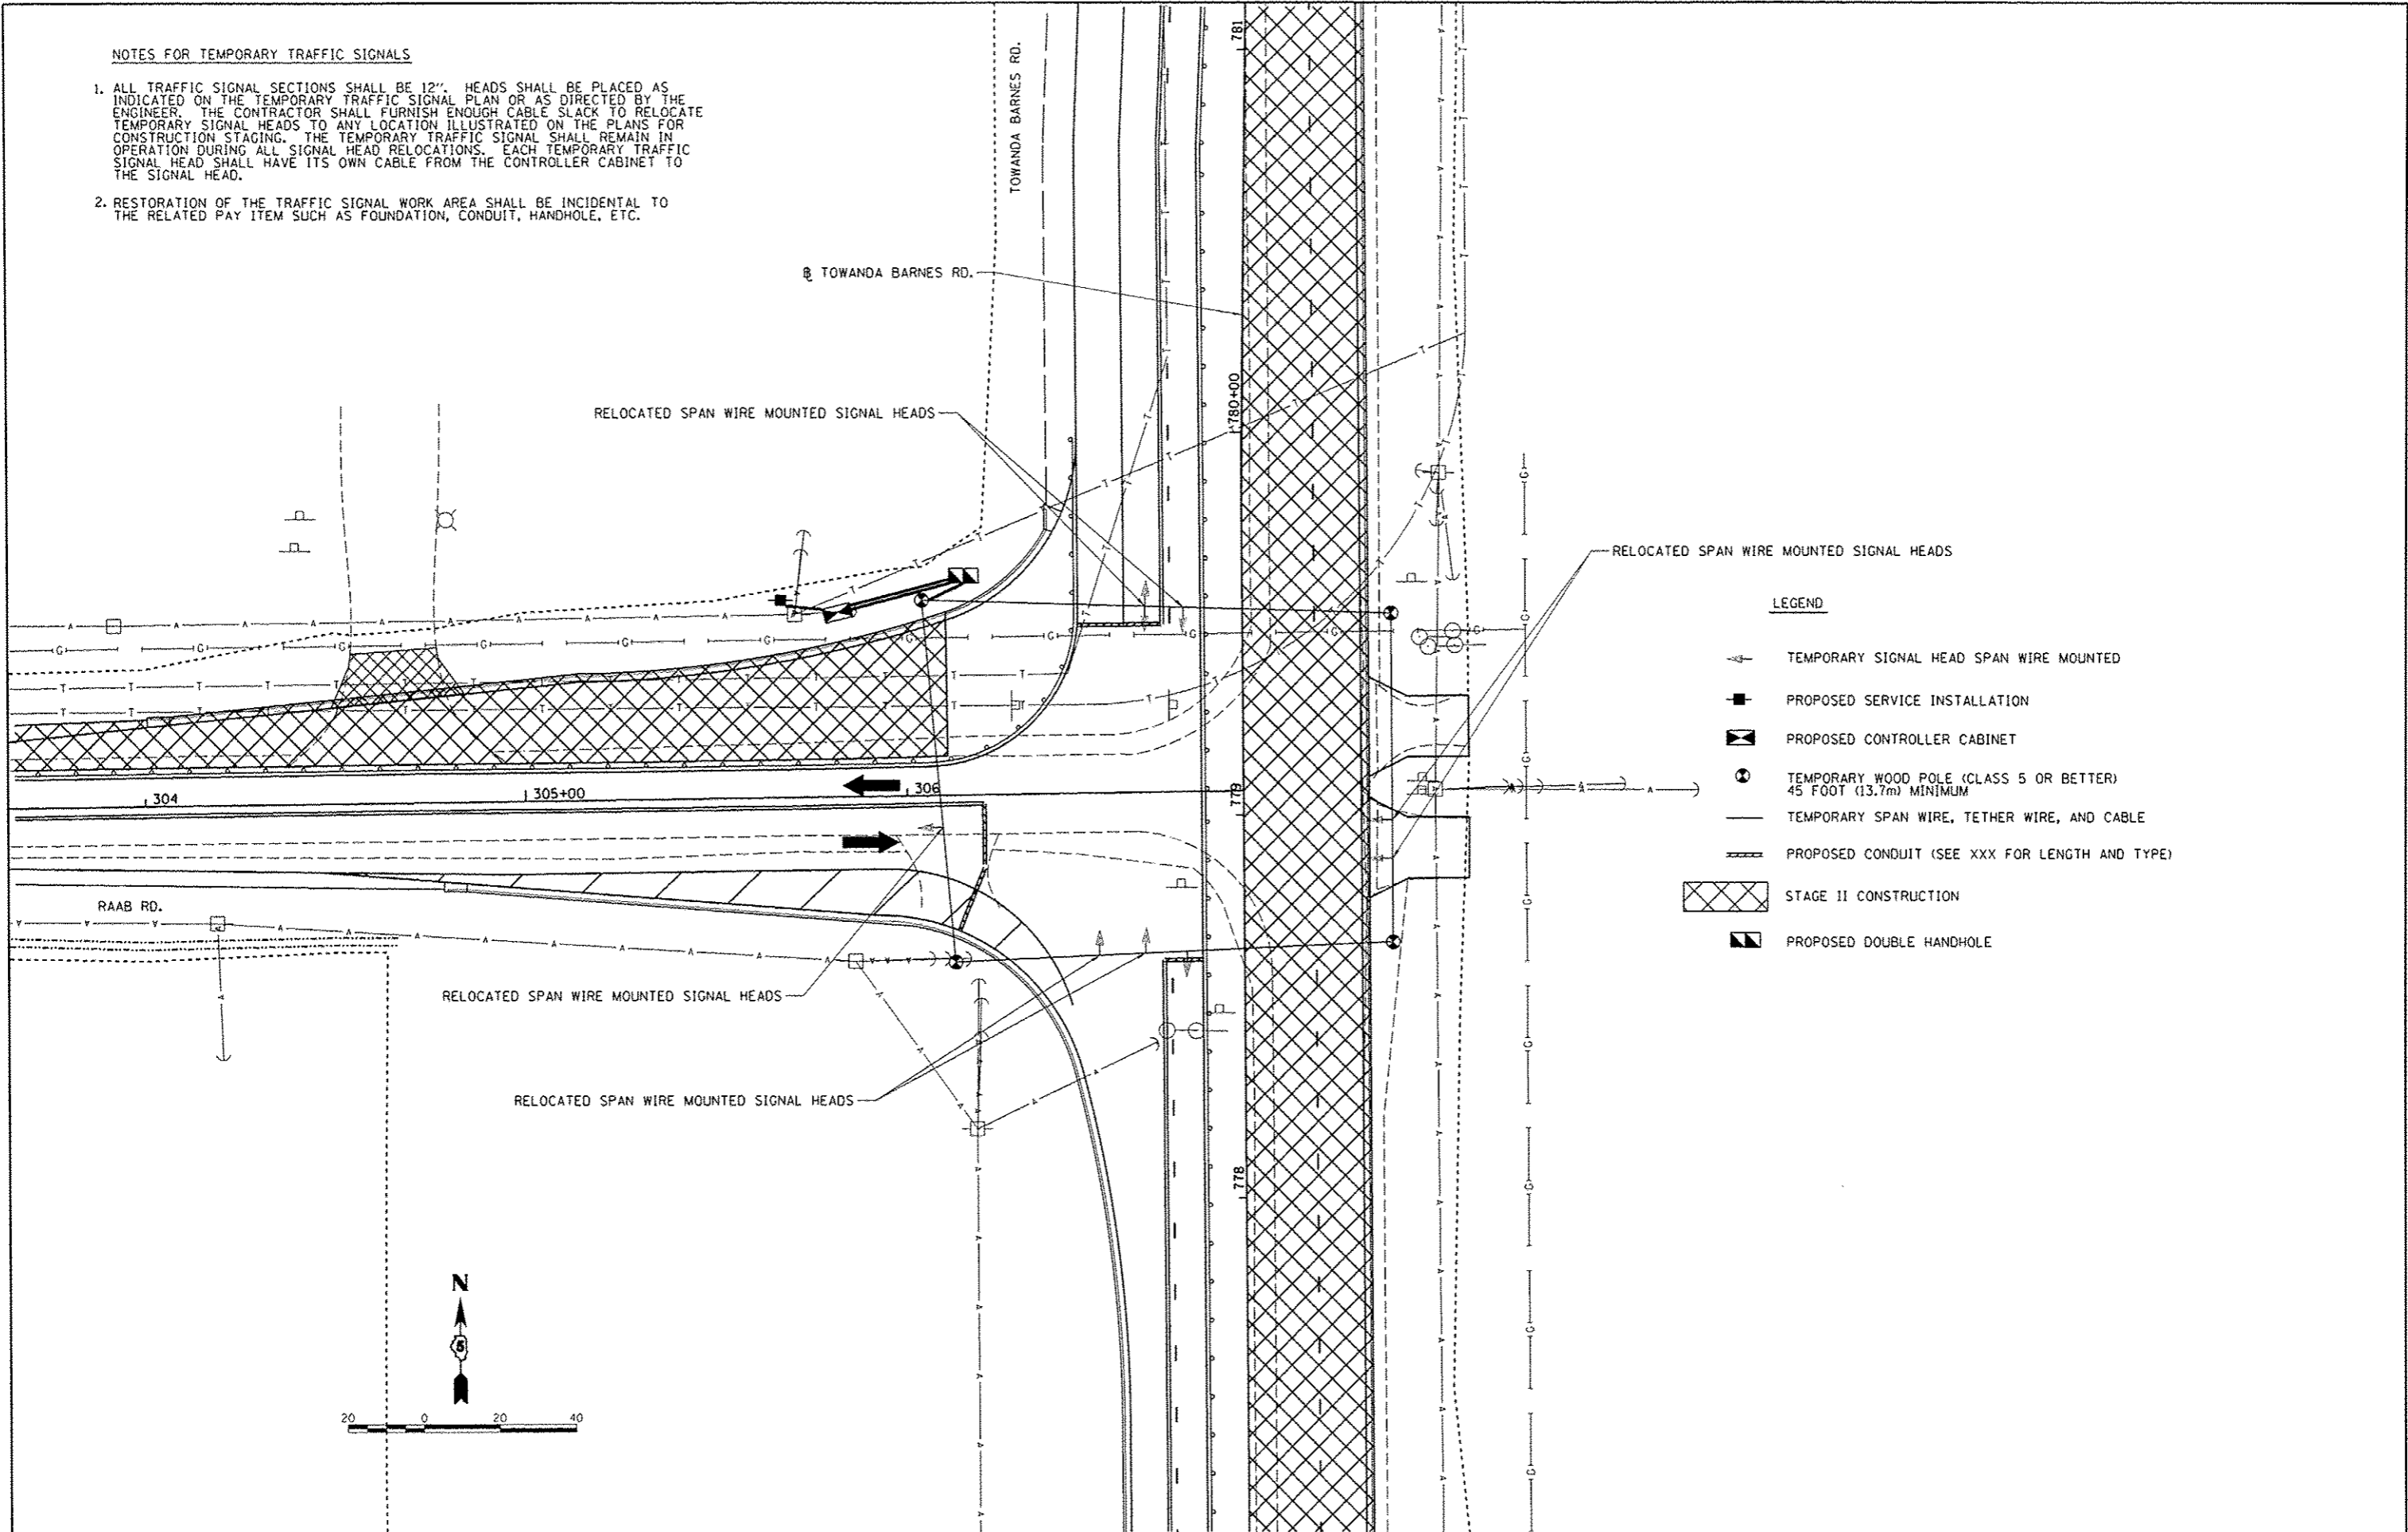 NOTES FOR TEMPORARY TRAFFIC SIGNALS
1. ALL TRAFFIC SIGNAL SECTIONS SHALL BE 12". HEADS SHALL BE PLACED AS
INDICATED ON THE TEMPORARY TRAFFIC SIGNAL PLAN OR AS DIRECTED BY THE
ENGINEER. THE CONTRACTOR SHALL FURNISH ENOUGH CABLE SLACK TO RELOCATE
TEMPORARY SIGNAL HEADS TO ANY LOCATION ILLUSTRATED ON THE PLANS FOR
CONSTRUCTION STAGING. THE TEMPORARY TRAFFIC SIGNAL SHALL REMAIN IN
OPERATION DURING ALL SIGNAL HEAD RELOCATIONS. EACH TEMPORARY TRAFFIC
SIGNAL HEAD SHALL HAVE ITS OWN CABLE FROM THE CONTROLLER CABINET TO
THE SIGNAL HEAD.
2. RESTORATION OF THE TRAFFIC SIGNAL WORK AREA SHALL BE INCIDENTAL TO
THE RELATED PAY ITEM SUCH AS FOUNDATION, CONDUIT, HANDHOLE, ETC.
TOWANDA BARNES RD.
781
TOWANDA BARNES RD.
780+00
RELOCATED SPAN WIRE MOUNTED SIGNAL HEADS
RELOCATED SPAN WIRE MOUNTED SIGNAL HEADS
LEGEND
TEMPORARY SIGNAL HEAD SPAN WIRE MOUNTED
PROPOSED SERVICE INSTALLATION
PROPOSED CONTROLLER CABINET
TEMPORARY WOOD POLE (CLASS 5 OR BETTER)
45 FOOT (13.7m) MINIMUM
TEMPORARY SPAN WIRE, TETHER WIRE, AND CABLE
PROPOSED CONDUIT (SEE XXX FOR LENGTH AND TYPE)
STAGE II CONSTRUCTION
PROPOSED DOUBLE HANDHOLE
304
305+00
306
779
RAAB RD.
RELOCATED SPAN WIRE MOUNTED SIGNAL HEADS
RELOCATED SPAN WIRE MOUNTED SIGNAL HEADS
778
N
5
20 0 20 40